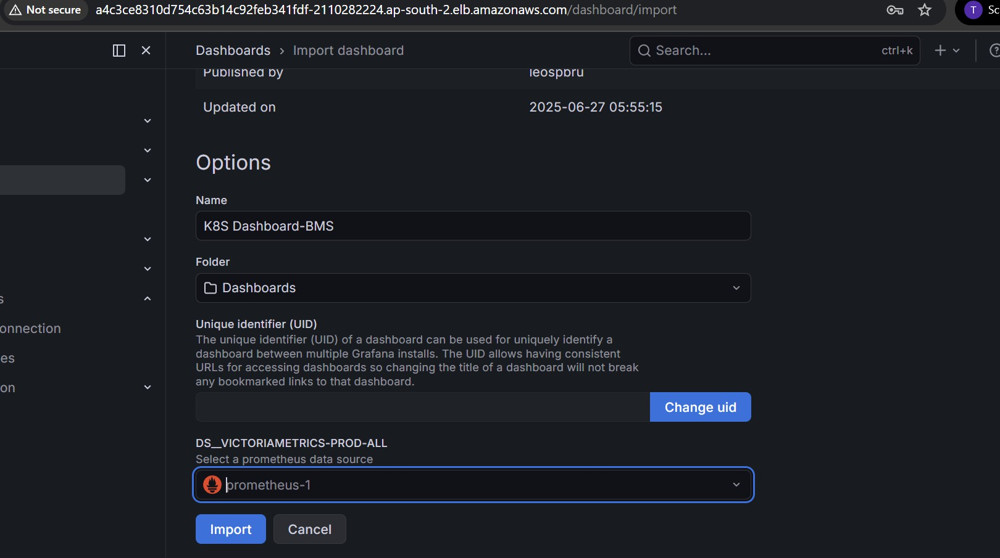 Not secure
a4c3ce8310d754c63b14c92feb341fdf-2110282224.ap-south-2.elb.amazonaws.com/dashboard/import
T
Sc
Dashboards › Import dashboard
Search...
ctrl+k
Published by
leospbru
Updated on
2025-06-27 05:55:15
Options
Name
K8S Dashboard-BMS
Folder
Dashboards
s
onnection
es
on
Unique identifier (UID)
The unique identifier (UID) of a dashboard can be used for uniquely identify a
dashboard between multiple Grafana installs. The UID allows having consistent
URLs for accessing dashboards so changing the title of a dashboard will not break
any bookmarked links to that dashboard.
Change uid
DS__VICTORIAMETRICS-PROD-ALL
Select a prometheus data source
prometheus-1
Import
Cancel